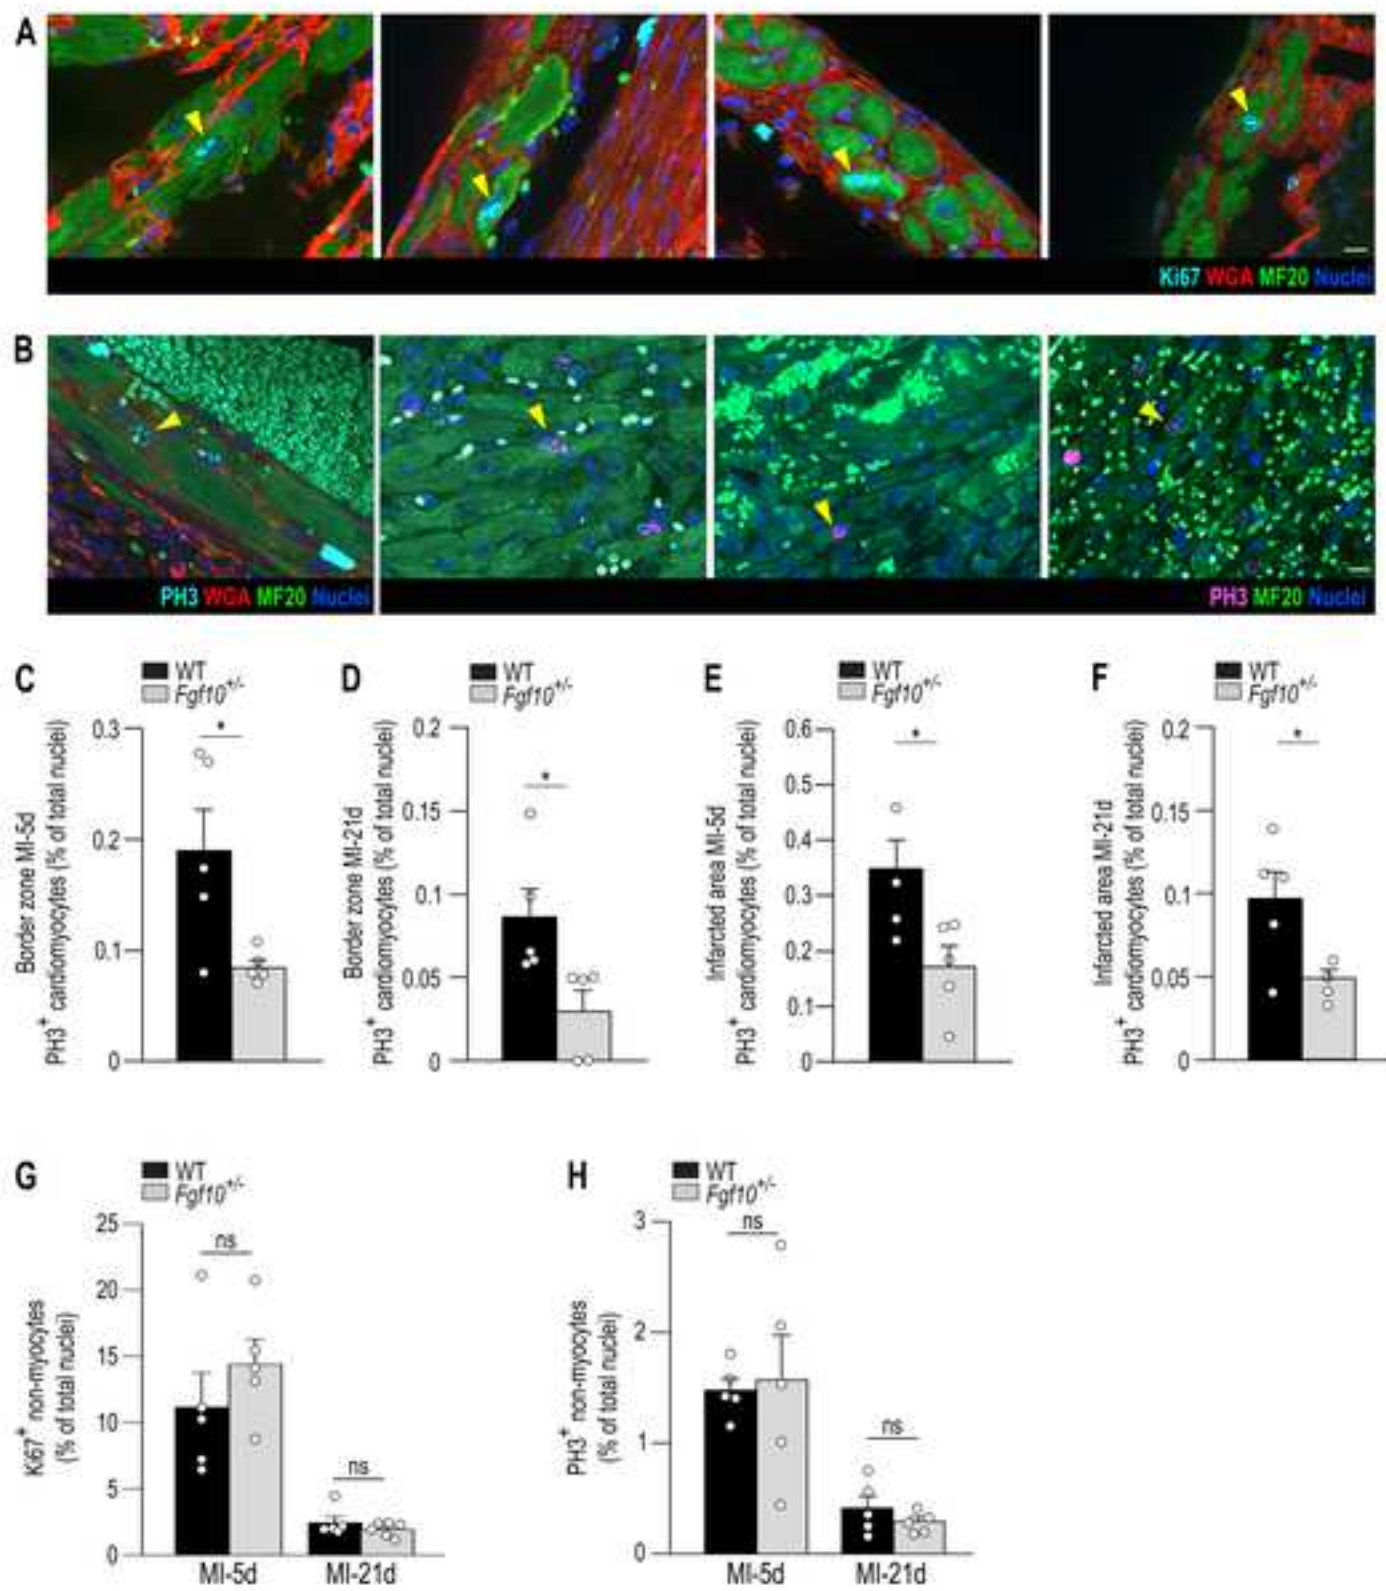 A
Ki67 WGA MF20 Nuclei
B
PH3 WGA MF20 Nuclei
PH3 MF20 Nuclei
C
WT
Fgf10+/-
Border zone MI-5d
PH3+ cardiomyocytes (% of total nuclei)
0.3
0.2
0.1
0
*
D
WT
Fgf10+/-
Border zone MI-21d
PH3+ cardiomyocytes (% of total nuclei)
0.2
0.15
0.1
0.05
0
*
E
WT
Fgf10+/-
Infarcted area MI-5d
PH3+ cardiomyocytes (% of total nuclei)
0.6
0.5
0.4
0.3
0.2
0.1
0
*
F
WT
Fgf10+/-
Infarcted area MI-21d
PH3+ cardiomyocytes (% of total nuclei)
0.2
0.15
0.1
0.05
0
*
G
WT
Fgf10+/-
Ki67+ non-myocytes
(% of total nuclei)
25
20
15
10
5
0
ns
ns
MI-5d
MI-21d
H
WT
Fgf10+/-
PH3+ non-myocytes
(% of total nuclei)
3
2
1
0
ns
ns
MI-5d
MI-21d